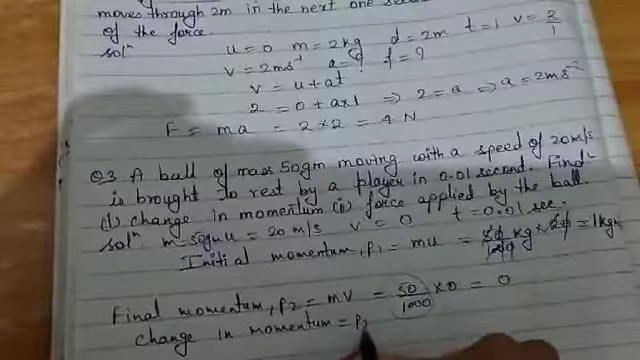 moves through 2m in the next one
of the force.
solⁿ
u = 0 m = 2kg d = 2m t = 1 v = 2/1
v = 2ms⁻¹ a = ? f = ?
v = u + at
2 = 0 + a×1 ⇒ 2 = a ⇒ a = 2ms⁻²
F = ma = 2×2 = 4 N
Q3 A ball of mass 50gm moving with a speed of 20m/s
is brought to rest by a player in 0.01 second. Find
(i) change in momentum (ii) force applied by the ball.
solⁿ m = 50gm u = 20 m/s v = 0 t = 0.01 sec.
Initial momentum, P₁ = mu = 50/1000 kg × 20 = 1kg
Final momentum, P₂ = mv = 50/1000 × 0 = 0
change in momentum = P₂